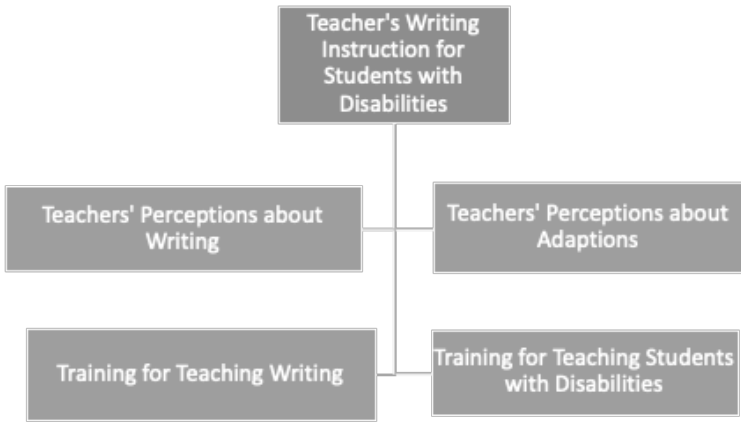 Teacher's Writing
Instruction for
Students with
Disabilities
Teachers' Perceptions about
Writing
Teachers' Perceptions about
Adaptions
Training for Teaching Writing
Training for Teaching Students
with Disabilities